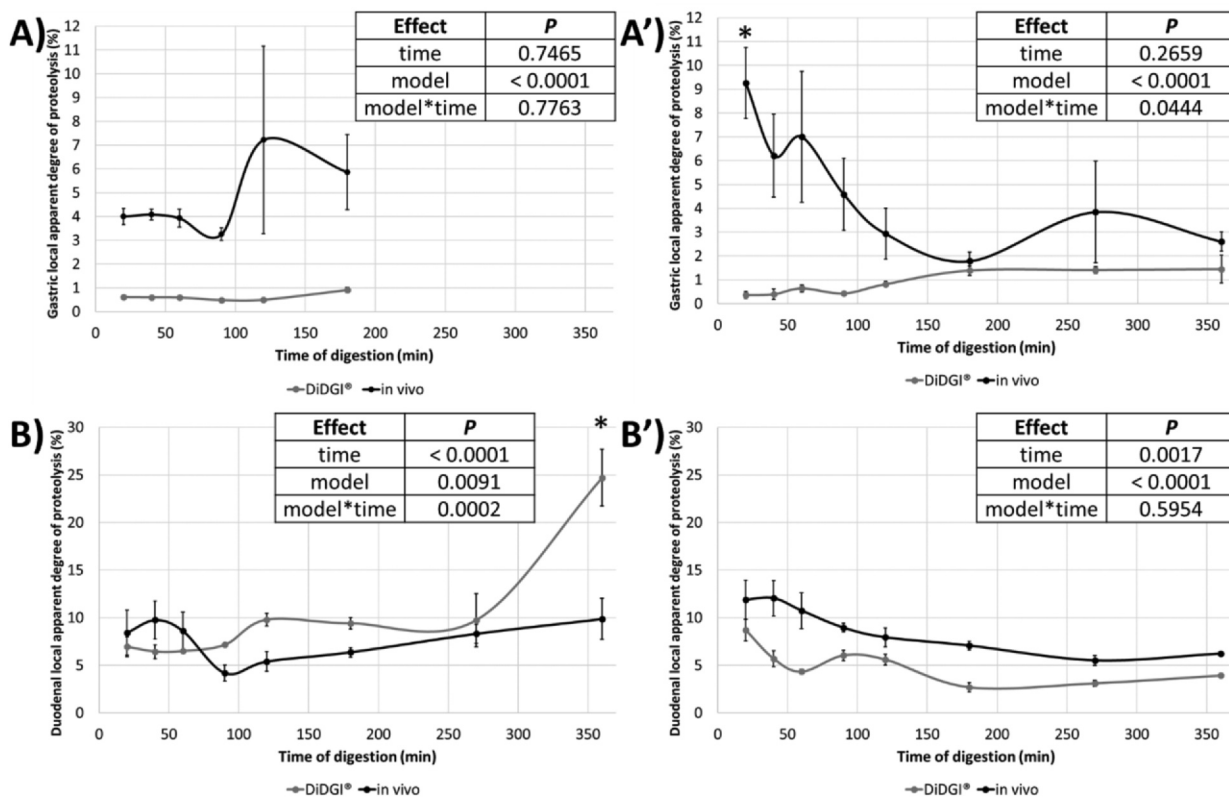 A)
Gastric local apparent degree of proteolysis (%)
12
11
10
9
8
7
6
5
4
3
2
1
0
Effect P
time 0.7465
model < 0.0001
model*time 0.7763
0 50 100 150 200 250 300 350
Time of digestion (min)
DiDGI® in vivo
A')
Gastric local apparent degree of proteolysis (%)
12
11
10
9
8
7
6
5
4
3
2
1
0
*
Effect P
time 0.2659
model < 0.0001
model*time 0.0444
0 50 100 150 200 250 300 350
Time of digestion (min)
DiDGI® in vivo
B)
Duodenal local apparent degree of proteolysis (%)
30
25
20
15
10
5
0
Effect P
time < 0.0001
model 0.0091
model*time 0.0002
*
0 50 100 150 200 250 300 350
Time of digestion (min)
DiDGI® in vivo
B')
Duodenal local apparent degree of proteolysis (%)
30
25
20
15
10
5
0
Effect P
time 0.0017
model < 0.0001
model*time 0.5954
0 50 100 150 200 250 300 350
Time of digestion (min)
DiDGI® in vivo